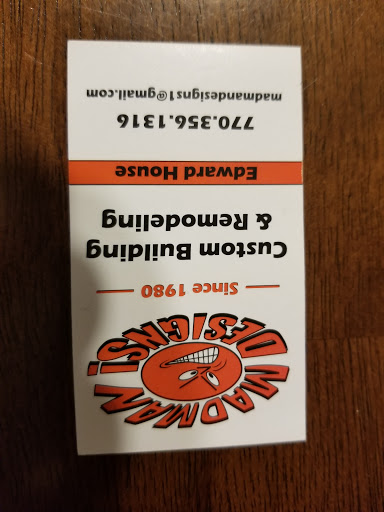 MADMAN
DESIGNS!
Since 1980
Custom Building
& Remodeling
Edward House
770.356.1316
madmandesigns1@gmail.com